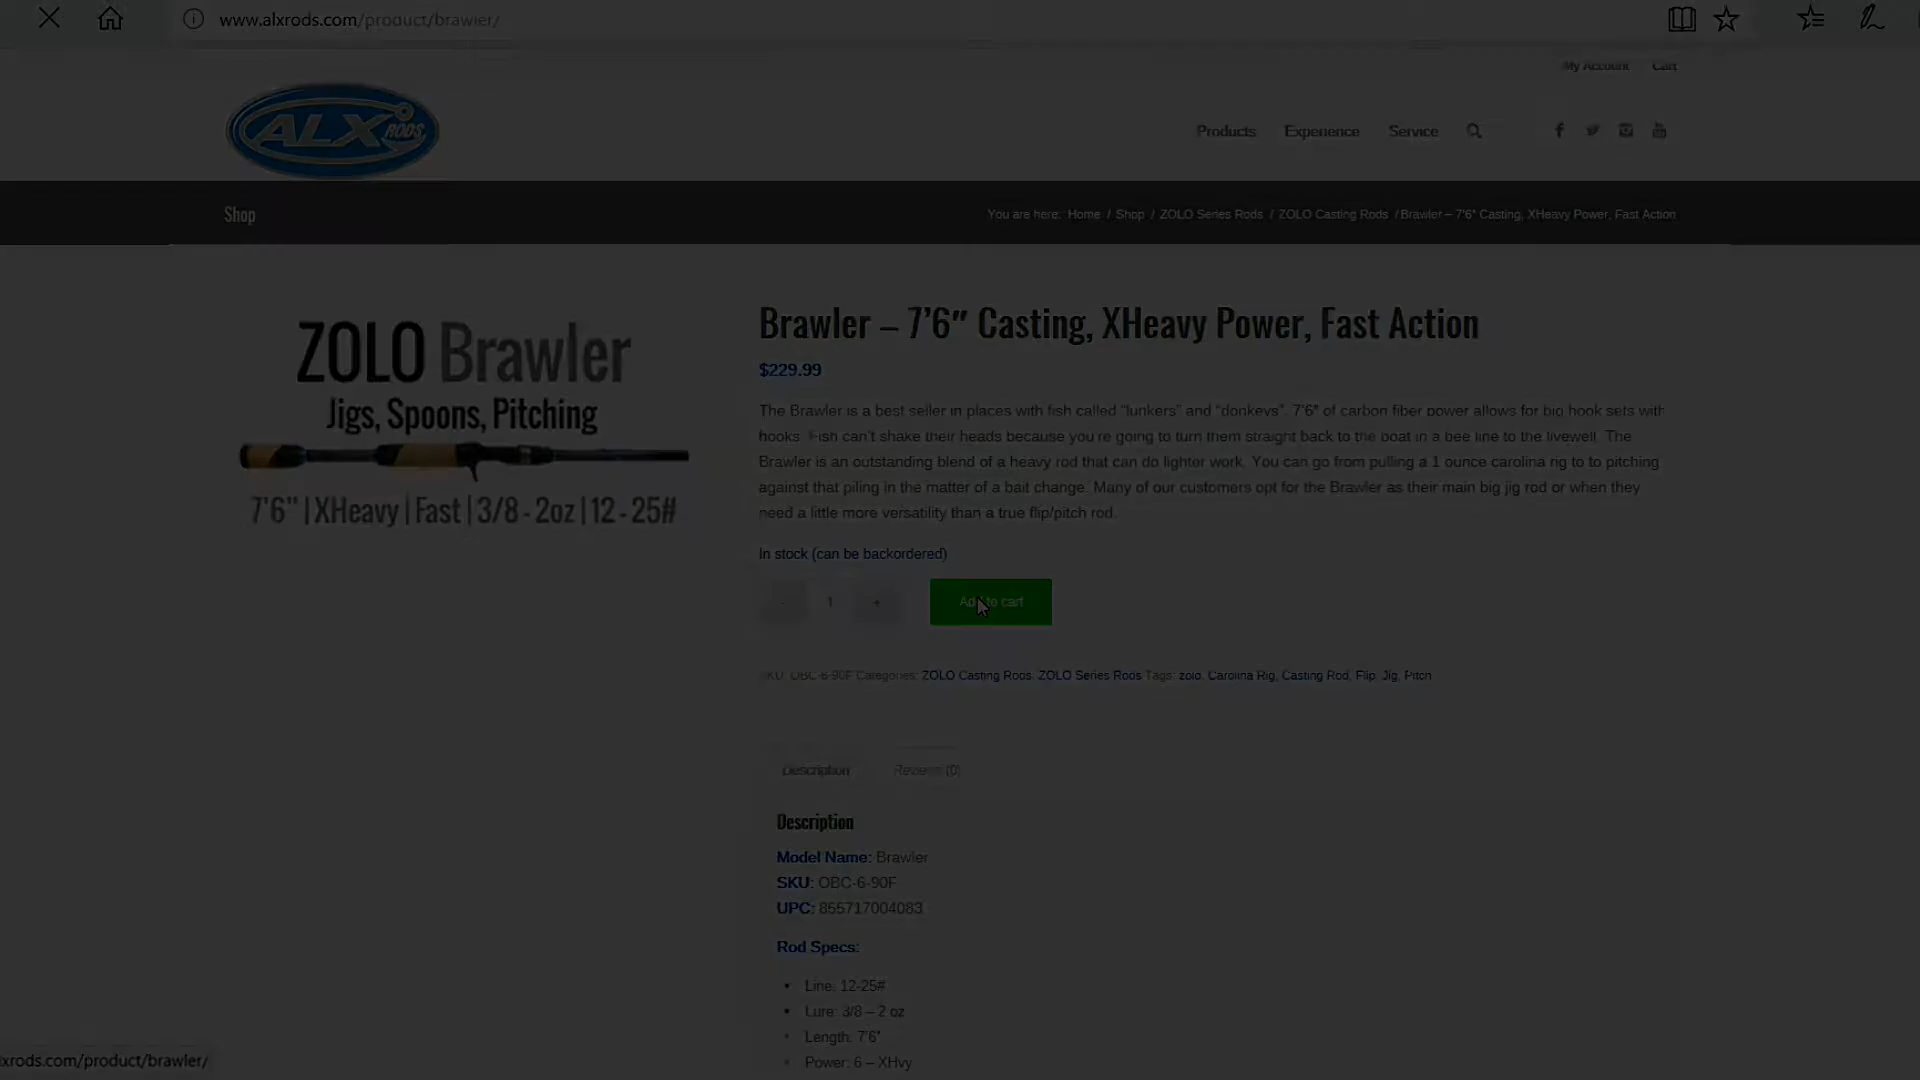 www.alxrods.com/product/brawler/
My Account Cart
ALX RODS
Products Experience Service
Shop
You are here: Home / Shop / ZOLO Series Rods / ZOLO Casting Rods / Brawler – 7'6" Casting, XHeavy Power, Fast Action
ZOLO Brawler
Jigs, Spoons, Pitching
7'6" | XHeavy | Fast | 3/8 - 2oz | 12 - 25#
Brawler – 7’6″ Casting, XHeavy Power, Fast Action
$229.99
The Brawler is a best seller in places with fish called “lunkers” and “donkeys”. 7’6″ of carbon fiber power allows for big hook sets with
hooks. Fish can’t shake their heads because you’re going to turn them straight back to the boat in a bee line to the livewell. The
Brawler is an outstanding blend of a heavy rod that can do lighter work. You can go from pulling a 1 ounce carolina rig to to pitching
against that piling in the matter of a bait change. Many of our customers opt for the Brawler as their main big jig rod or when they
need a little more versatility than a true flip/pitch rod.
In stock (can be backordered)
- 1 +
Add to cart
SKU: OBC-6-90F Categories: ZOLO Casting Rods, ZOLO Series Rods Tags: zolo, Carolina Rig, Casting Rod, Flip, Jig, Pitch
Description Reviews (0)
Description
Model Name: Brawler
SKU: OBC-6-90F
UPC: 855717004083
Rod Specs:
• Line: 12-25#
• Lure: 3/8 – 2 oz
• Length: 7’6″
• Power: 6 – XHvy
lxrods.com/product/brawler/